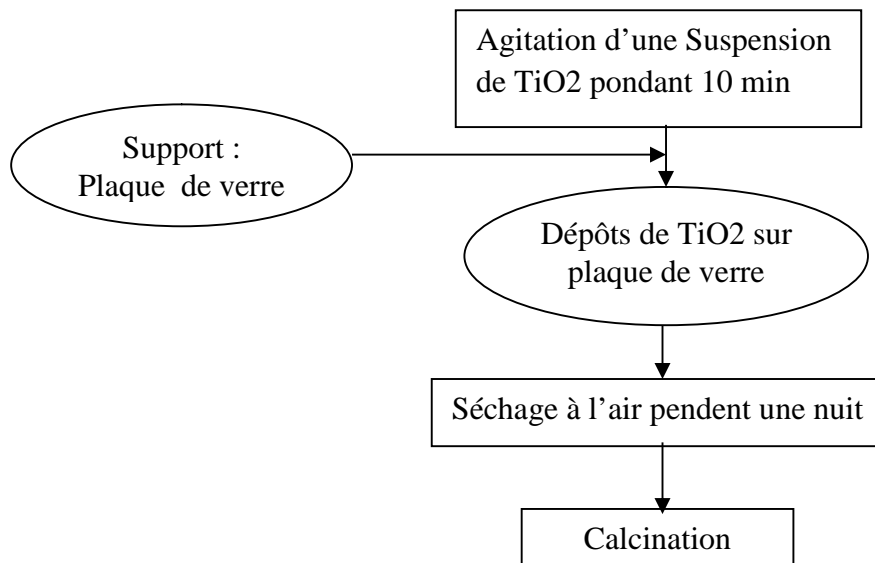 Agitation d’une Suspension
de TiO2 pondant 10 min
Support :
Plaque de verre
Dépôts de TiO2 sur
plaque de verre
Séchage à l’air pendent une nuit
Calcination